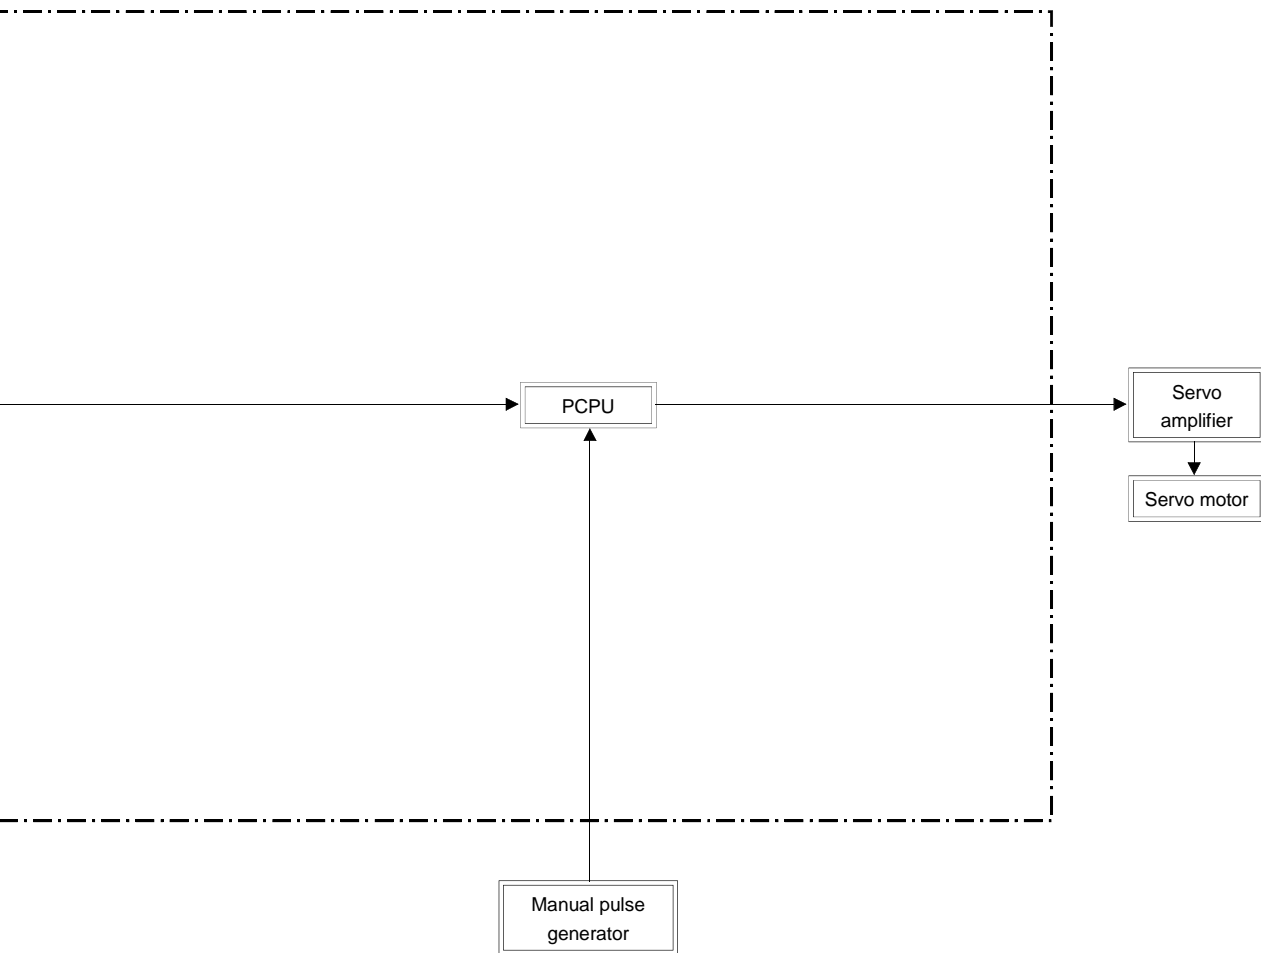 PCPU
Servo
amplifier
Servo motor
Manual pulse
generator